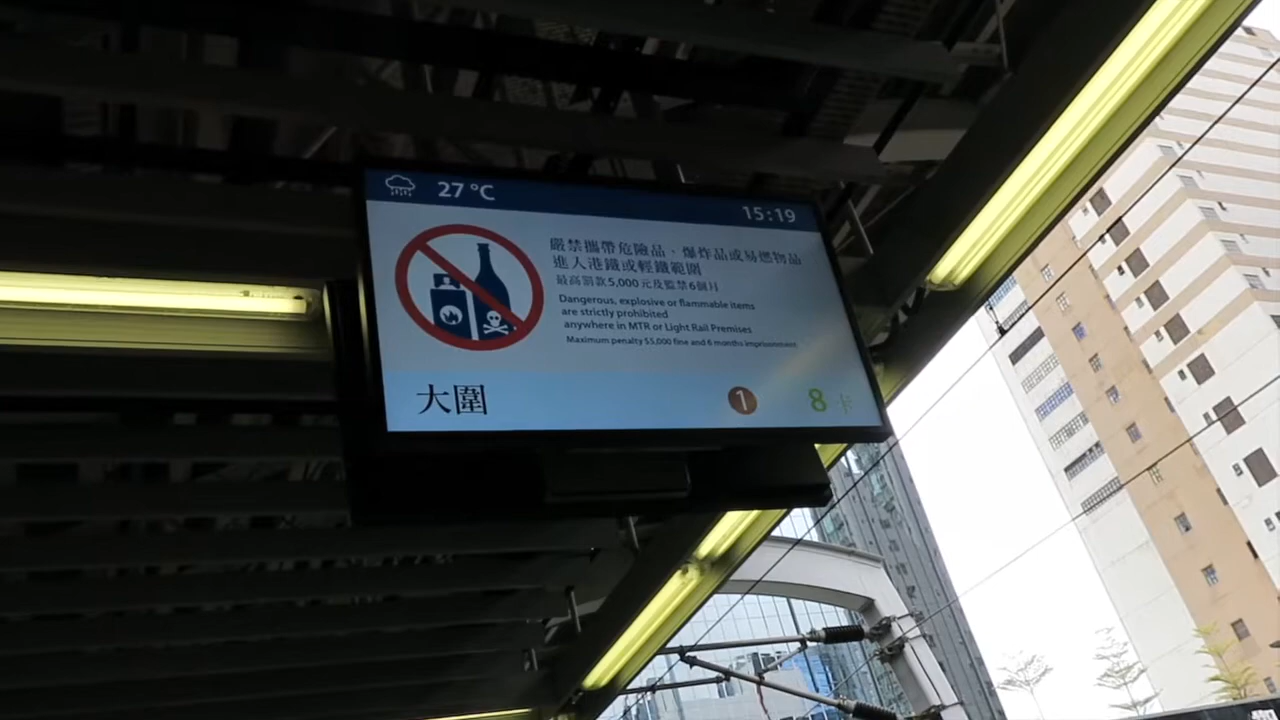 27 °C
15:19
嚴禁攜帶危險品、爆炸品或易燃物品
進入港鐵或輕鐵範圍
最高罰款5,000元及監禁6個月
Dangerous, explosive or flammable items
are strictly prohibited
anywhere in MTR or Light Rail Premises
Maximum penalty $5,000 fine and 6 months imprisonment
大圍 1 8 卡